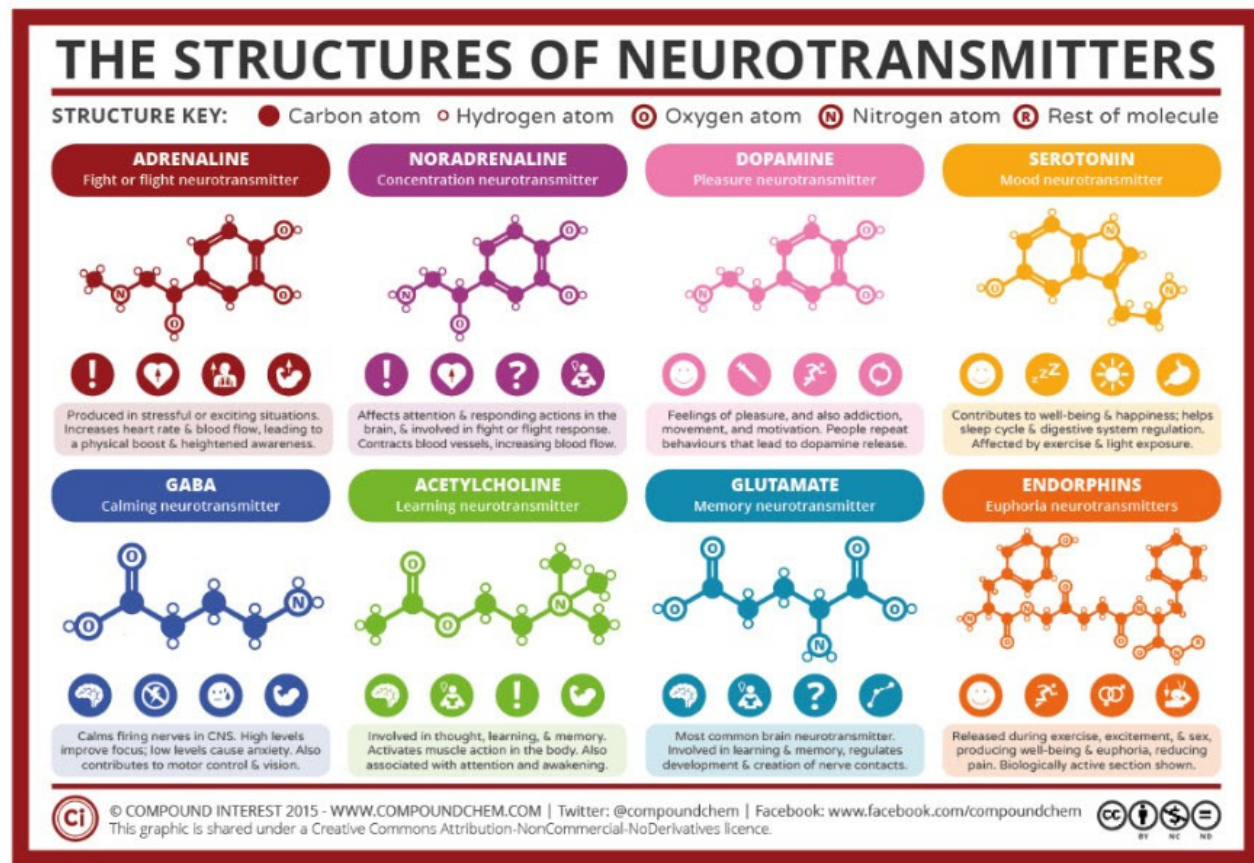 THE STRUCTURES OF NEUROTRANSMITTERS
STRUCTURE KEY: Carbon atom Hydrogen atom O Oxygen atom N Nitrogen atom R Rest of molecule
ADRENALINE
Fight or flight neurotransmitter
O
O
N
O
!
Produced in stressful or exciting situations.
Increases heart rate & blood flow, leading to
a physical boost & heightened awareness.
NORADRENALINE
Concentration neurotransmitter
O
O
N
O
!
?
Affects attention & responding actions in the
brain, & involved in fight or flight response.
Contracts blood vessels, increasing blood flow.
DOPAMINE
Pleasure neurotransmitter
O
O
N
Feelings of pleasure, and also addiction,
movement, and motivation. People repeat
behaviours that lead to dopamine release.
SEROTONIN
Mood neurotransmitter
N
O
N
zZZ
Contributes to well-being & happiness; helps
sleep cycle & digestive system regulation.
Affected by exercise & light exposure.
GABA
Calming neurotransmitter
O
O
N
Calms firing nerves in CNS. High levels
improve focus; low levels cause anxiety. Also
contributes to motor control & vision.
ACETYLCHOLINE
Learning neurotransmitter
O
O
N
!
Involved in thought, learning, & memory.
Activates muscle action in the body. Also
associated with attention and awakening.
GLUTAMATE
Memory neurotransmitter
O
O
O
O
N
?
Most common brain neurotransmitter.
Involved in learning & memory, regulates
development & creation of nerve contacts.
ENDORPHINS
Euphoria neurotransmitters
O
O
N
N
N
R
O
O
O
N
Released during exercise, excitement, & sex,
producing well-being & euphoria, reducing
pain. Biologically active section shown.
Ci
© COMPOUND INTEREST 2015 - WWW.COMPOUNDCHEM.COM | Twitter: @compoundchem | Facebook: www.facebook.com/compoundchem
This graphic is shared under a Creative Commons Attribution-NonCommercial-NoDerivatives licence.
cc
BY NC ND